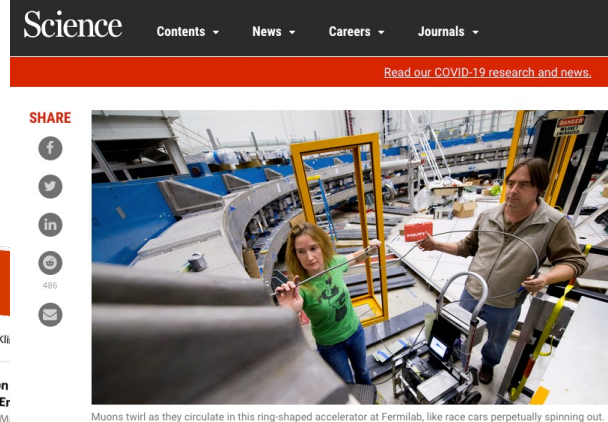 Science
Contents News Careers Journals
Read our COVID-19 research and news.
SHARE
486
DANGER
Muons twirl as they circulate in this ring-shaped accelerator at Fermilab, like race cars perpetually spinning out.